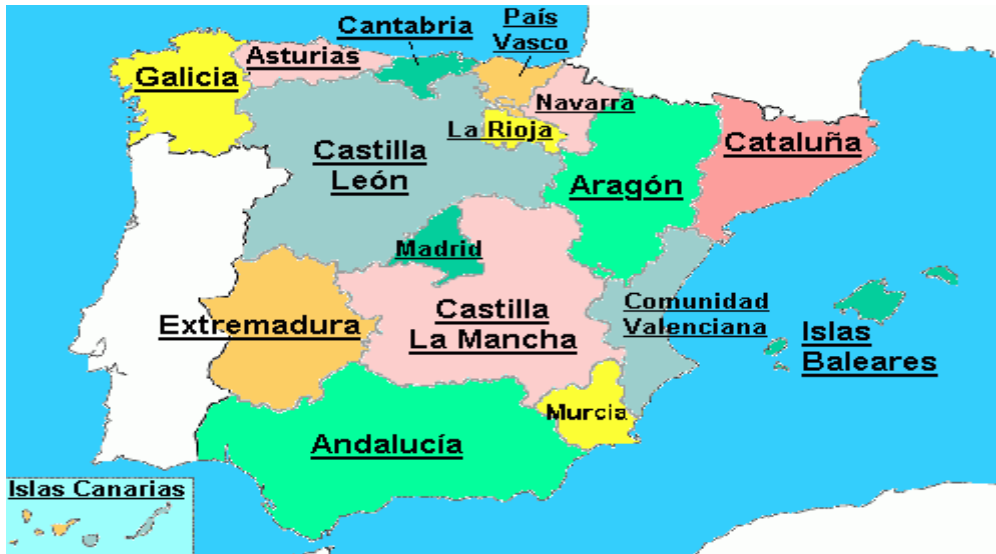 País
Vasco
Cantabria
Asturias
Galicia
Navarra
La Rioja
Castilla
León
Cataluña
Aragón
Madrid
Comunidad
Valenciana
Castilla
La Mancha
Extremadura
Islas
Baleares
Murcia
Andalucía
Islas Canarias